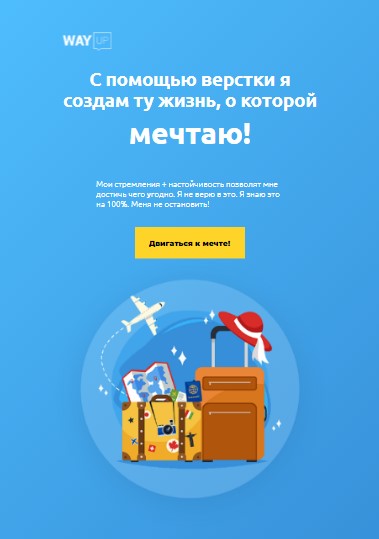 WAY UP
С помощью верстки я
создам ту жизнь, о которой
мечтаю!
Мои стремления + настойчивость позволят мне
достичь чего угодно. Я не верю в это. Я знаю это
на 100%. Меня не остановить!
Двигаться к мечте!